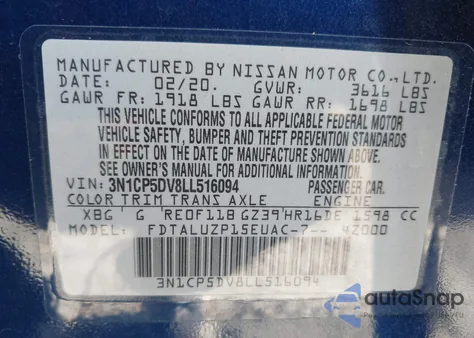 MANUFACTURED BY NISSAN MOTOR CO., LTD.
DATE: 02/20. GVWR: 3616 LBS
GAWR FR: 1918 LBS GAWR RR: 1698 LBS
THIS VEHICLE CONFORMS TO ALL APPLICABLE FEDERAL MOTOR
VEHICLE SAFETY, BUMPER AND THEFT PREVENTION STANDARDS
IN EFFECT ON THE DATE OF MANUFACTURE SHOWN ABOVE.
SEE OWNER'S MANUAL FOR ADDITIONAL INFORMATION.
VIN: 3N1CP5DV8LL516094 PASSENGER CAR.
COLOR TRIM TRANS AXLE ENGINE
XBG G RE0F11B GZ39 HR16DE 1598 CC
FDTALUZP15EUAC-7-- 4Z000
3N1CP5DV8LL516094
autoSnap